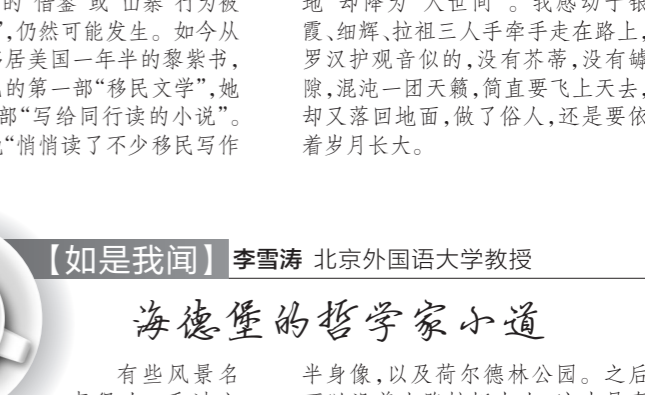 的“借鉴”或“山寨”行为被
”,仍然可能发生。如今从
居美国一年半的黎紫书,
的第一部“移民文学”,她
部“写给同行读的小说”。
“悄悄读了不少移民写作
地”却降为“人世间”。我感动于银
霞、细辉、拉祖三人手牵手走在路上,
罗汉护观音似的,没有芥蒂,没有罅
隙,混沌一团天籁,简直要飞上天去,
却又落回地面,做了俗人,还是要依
着岁月长大。
【如是我闻】 李雪涛 北京外国语大学教授
海德堡的哲学家小道
有些风景名
半身像,以及荷尔德林公园。之后